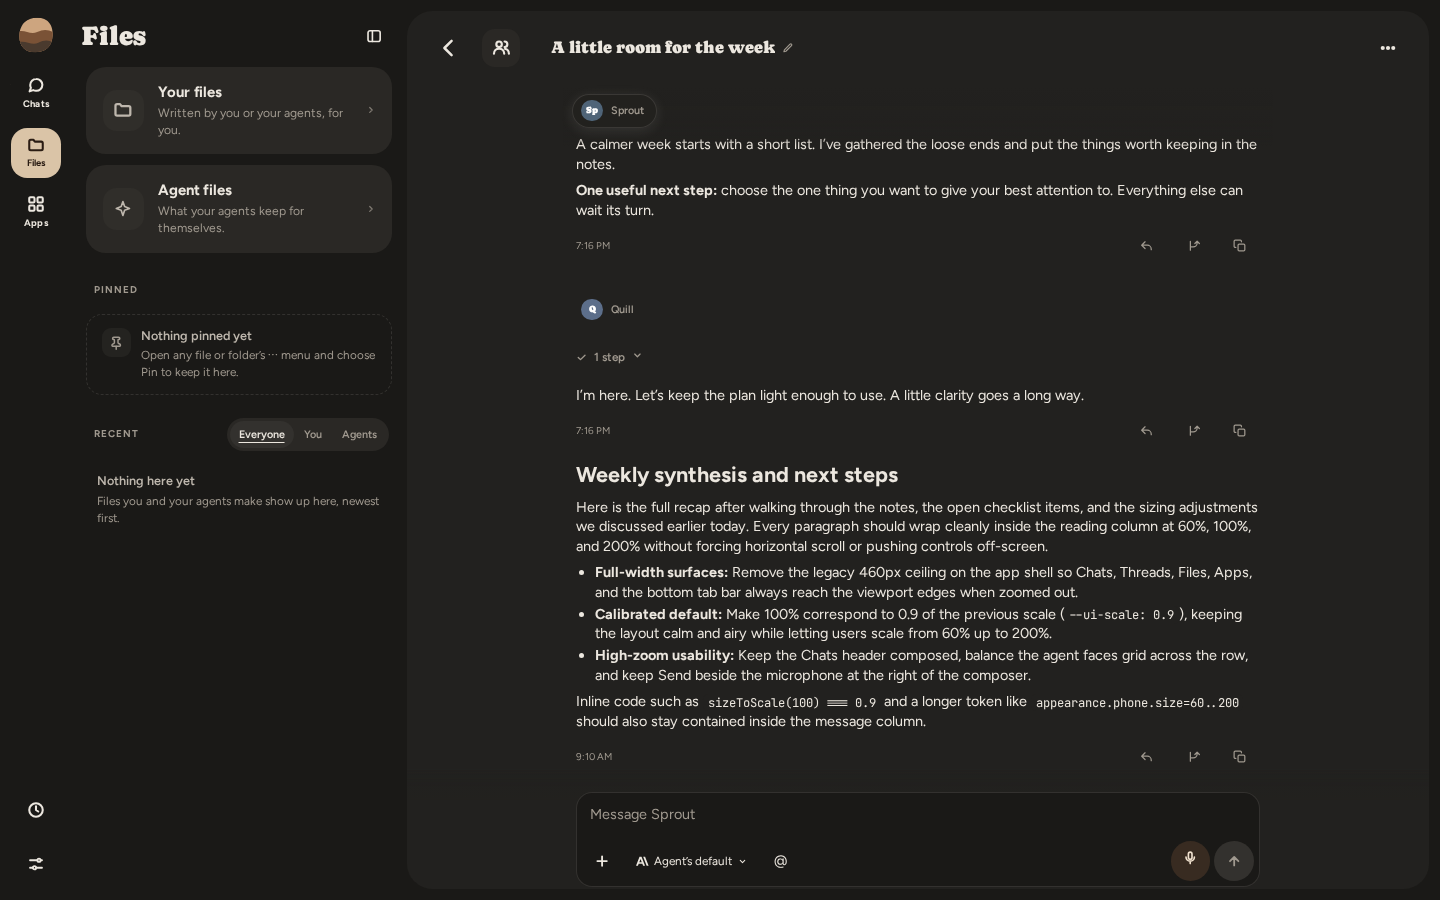 Files
Chats
Files
Apps
Your files
Written by you or your agents, for
you.
Agent files
What your agents keep for
themselves.
PINNED
Nothing pinned yet
Open any file or folder’s ··· menu and choose
Pin to keep it here.
RECENT
Everyone You Agents
Nothing here yet
Files you and your agents make show up here, newest
first.
A little room for the week
Sp Sprout
A calmer week starts with a short list. I’ve gathered the loose ends and put the things worth keeping in the
notes.
One useful next step: choose the one thing you want to give your best attention to. Everything else can
wait its turn.
7:16 PM
Q Quill
1 step
I’m here. Let’s keep the plan light enough to use. A little clarity goes a long way.
7:16 PM
Weekly synthesis and next steps
Here is the full recap after walking through the notes, the open checklist items, and the sizing adjustments
we discussed earlier today. Every paragraph should wrap cleanly inside the reading column at 60%, 100%,
and 200% without forcing horizontal scroll or pushing controls off-screen.
• Full-width surfaces: Remove the legacy 460px ceiling on the app shell so Chats, Threads, Files, Apps,
and the bottom tab bar always reach the viewport edges when zoomed out.
• Calibrated default: Make 100% correspond to 0.9 of the previous scale ( --ui-scale: 0.9 ), keeping
the layout calm and airy while letting users scale from 60% up to 200%.
• High-zoom usability: Keep the Chats header composed, balance the agent faces grid across the row,
and keep Send beside the microphone at the right of the composer.
Inline code such as sizeToScale(100) === 0.9 and a longer token like appearance.phone.size=60..200
should also stay contained inside the message column.
9:10 AM
Message Sprout
Agent’s default @